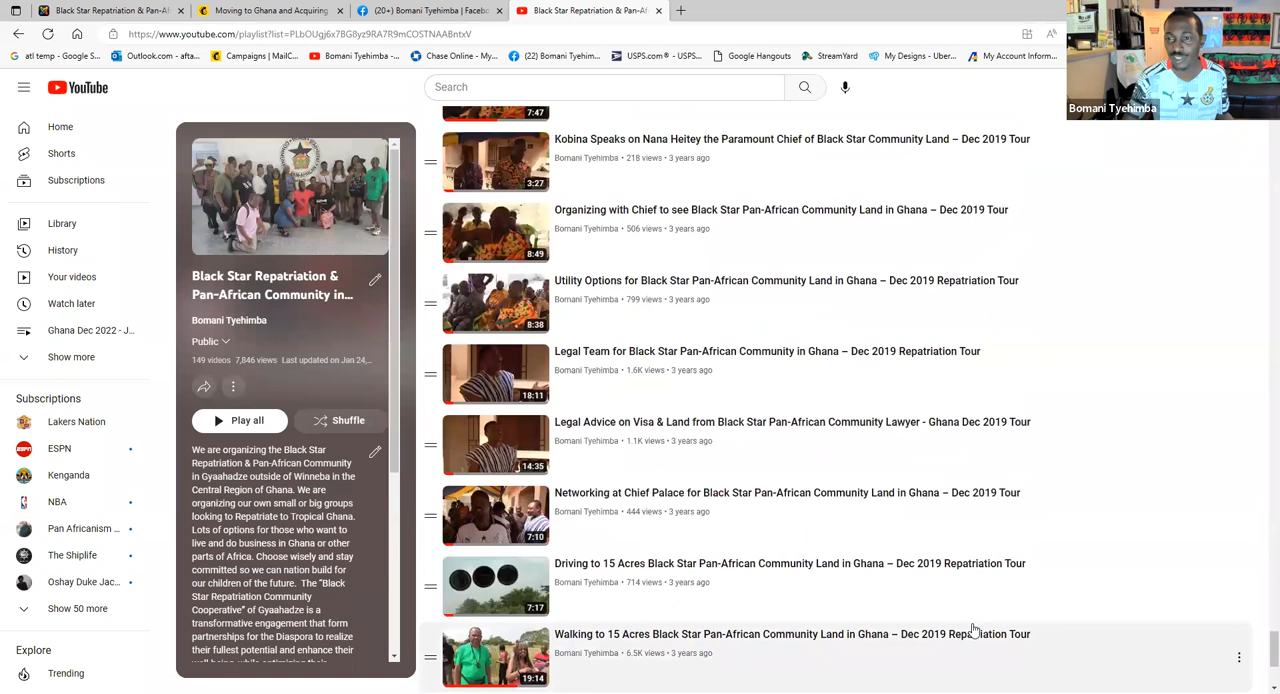 Black Star Repatriation & Pan-Af
Moving to Ghana and Acquiring
(20+) Bomani Tyehimba | Facebo
Black Star Repatriation & Pan-Af
https://www.youtube.com/playlist?list=PLbOUgj6x7BG8yz9RA7R9mCOSTNAABntxV
atl temp - Google S...
Outlook.com - afta...
Campaigns | MailC...
Bomani Tyehimba -...
Chase Online - My...
(22) Bomani Tyehim...
USPS.com® - USPS...
Google Hangouts
StreamYard
My Designs - Uber...
My Account Inform...
Bomani Tyehimba
YouTube
Search
Home
Shorts
Subscriptions
Library
History
Your videos
Watch later
Ghana Dec 2022 - J...
Show more
Subscriptions
Lakers Nation
ESPN
Kenganda
NBA
Pan Africanism ...
The Shiplife
Oshay Duke Jac...
Show 50 more
Explore
Trending
Black Star Repatriation &
Pan-African Community in...
Bomani Tyehimba
Public
149 videos 7,846 views Last updated on Jan 24,...
Play all
Shuffle
We are organizing the Black Star
Repatriation & Pan-African Community
in Gyaahadze outside of Winneba in the
Central Region of Ghana. We are
organizing our own small or big groups
looking to Repatriate to Tropical Ghana.
Lots of options for those who want to
live and do business in Ghana or other
parts of Africa. Choose wisely and stay
committed so we can nation build for
our children of the future. The "Black
Star Repatriation Community
Cooperative" of Gyaahadze is a
transformative engagement that form
partnerships for the Diaspora to realize
their fullest potential and enhance their
7:47
Kobina Speaks on Nana Heitey the Paramount Chief of Black Star Community Land – Dec 2019 Tour
Bomani Tyehimba • 218 views • 3 years ago
3:27
Organizing with Chief to see Black Star Pan-African Community Land in Ghana – Dec 2019 Tour
Bomani Tyehimba • 506 views • 3 years ago
8:49
Utility Options for Black Star Pan-African Community Land in Ghana – Dec 2019 Repatriation Tour
Bomani Tyehimba • 799 views • 3 years ago
8:38
Legal Team for Black Star Pan-African Community in Ghana – Dec 2019 Repatriation Tour
Bomani Tyehimba • 1.6K views • 3 years ago
18:11
Legal Advice on Visa & Land from Black Star Pan-African Community Lawyer - Ghana Dec 2019 Tour
Bomani Tyehimba • 1.1K views • 3 years ago
14:35
Networking at Chief Palace for Black Star Pan-African Community Land in Ghana – Dec 2019 Tour
Bomani Tyehimba • 444 views • 3 years ago
7:10
Driving to 15 Acres Black Star Pan-African Community Land in Ghana – Dec 2019 Repatriation Tour
Bomani Tyehimba • 714 views • 3 years ago
7:17
Walking to 15 Acres Black Star Pan-African Community Land in Ghana – Dec 2019 Repatriation Tour
Bomani Tyehimba • 6.5K views • 3 years ago
19:14